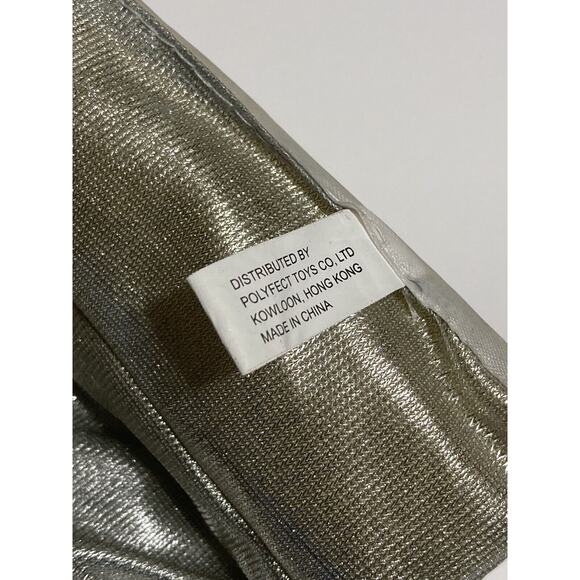 DISTRIBUTED BY
POLYFECT TOYS CO, LTD
KOWLOON, HONG KONG
MADE IN CHINA